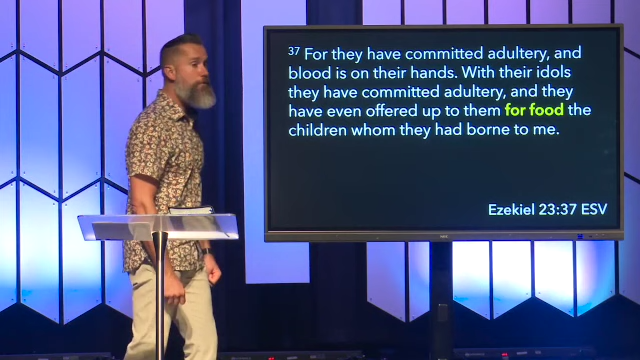 37 For they have committed adultery, and
blood is on their hands. With their idols
they have committed adultery, and they
have even offered up to them for food the
children whom they had borne to me.
Ezekiel 23:37 ESV